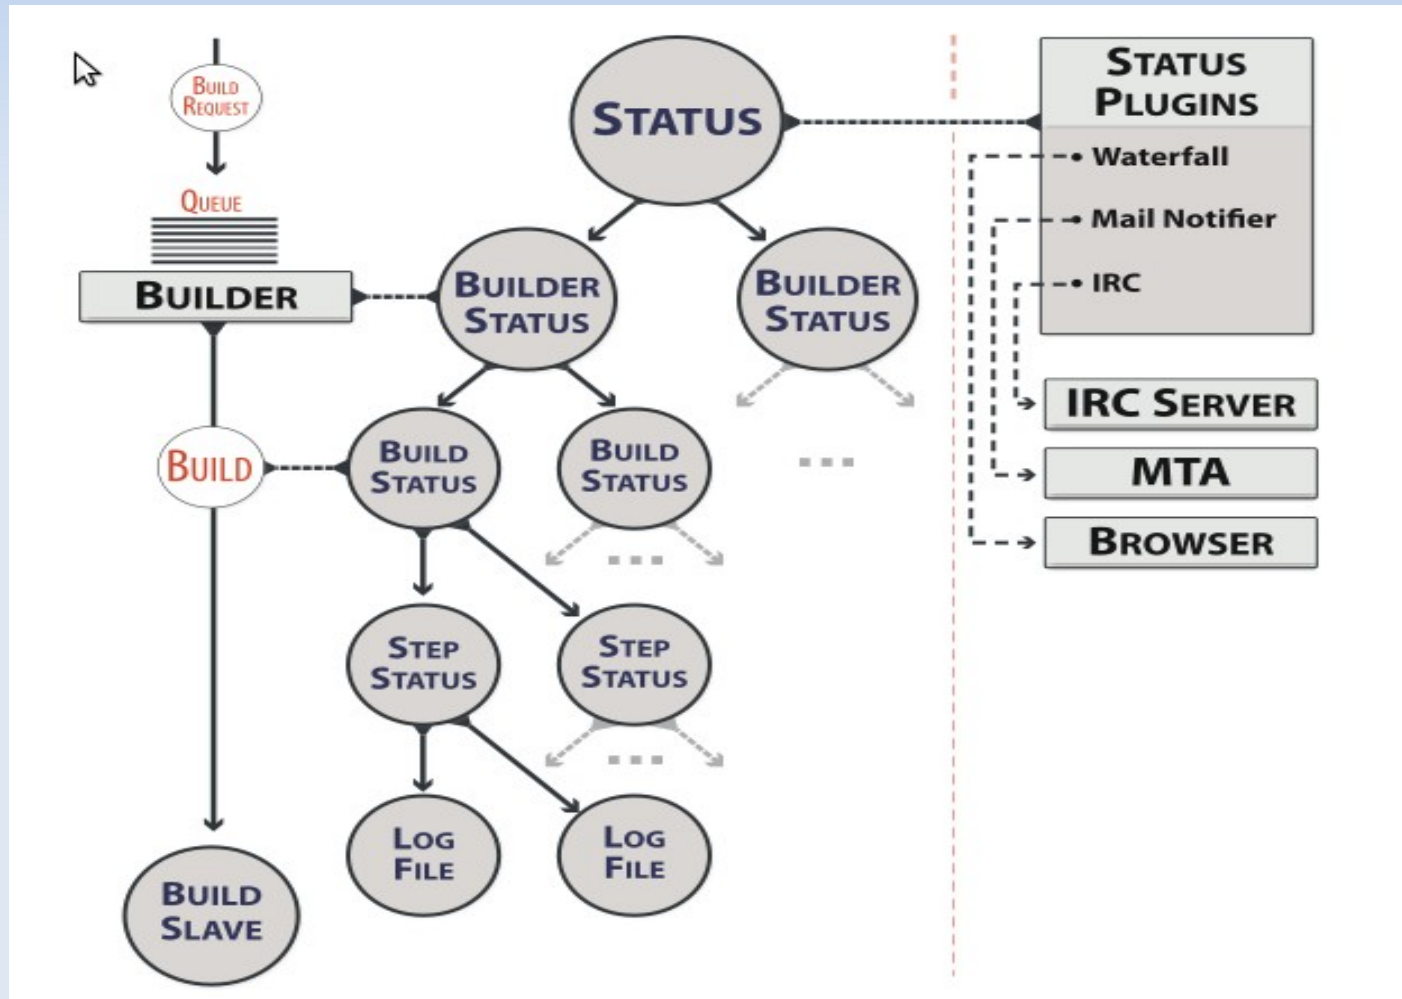 BUILD
REQUEST
QUEUE
BUILDER
BUILD
BUILD
SLAVE
STATUS
BUILDER
STATUS
BUILDER
STATUS
BUILD
STATUS
BUILD
STATUS
STEP
STATUS
STEP
STATUS
LOG
FILE
LOG
FILE
STATUS
PLUGINS
Waterfall
Mail Notifier
IRC
IRC SERVER
MTA
BROWSER